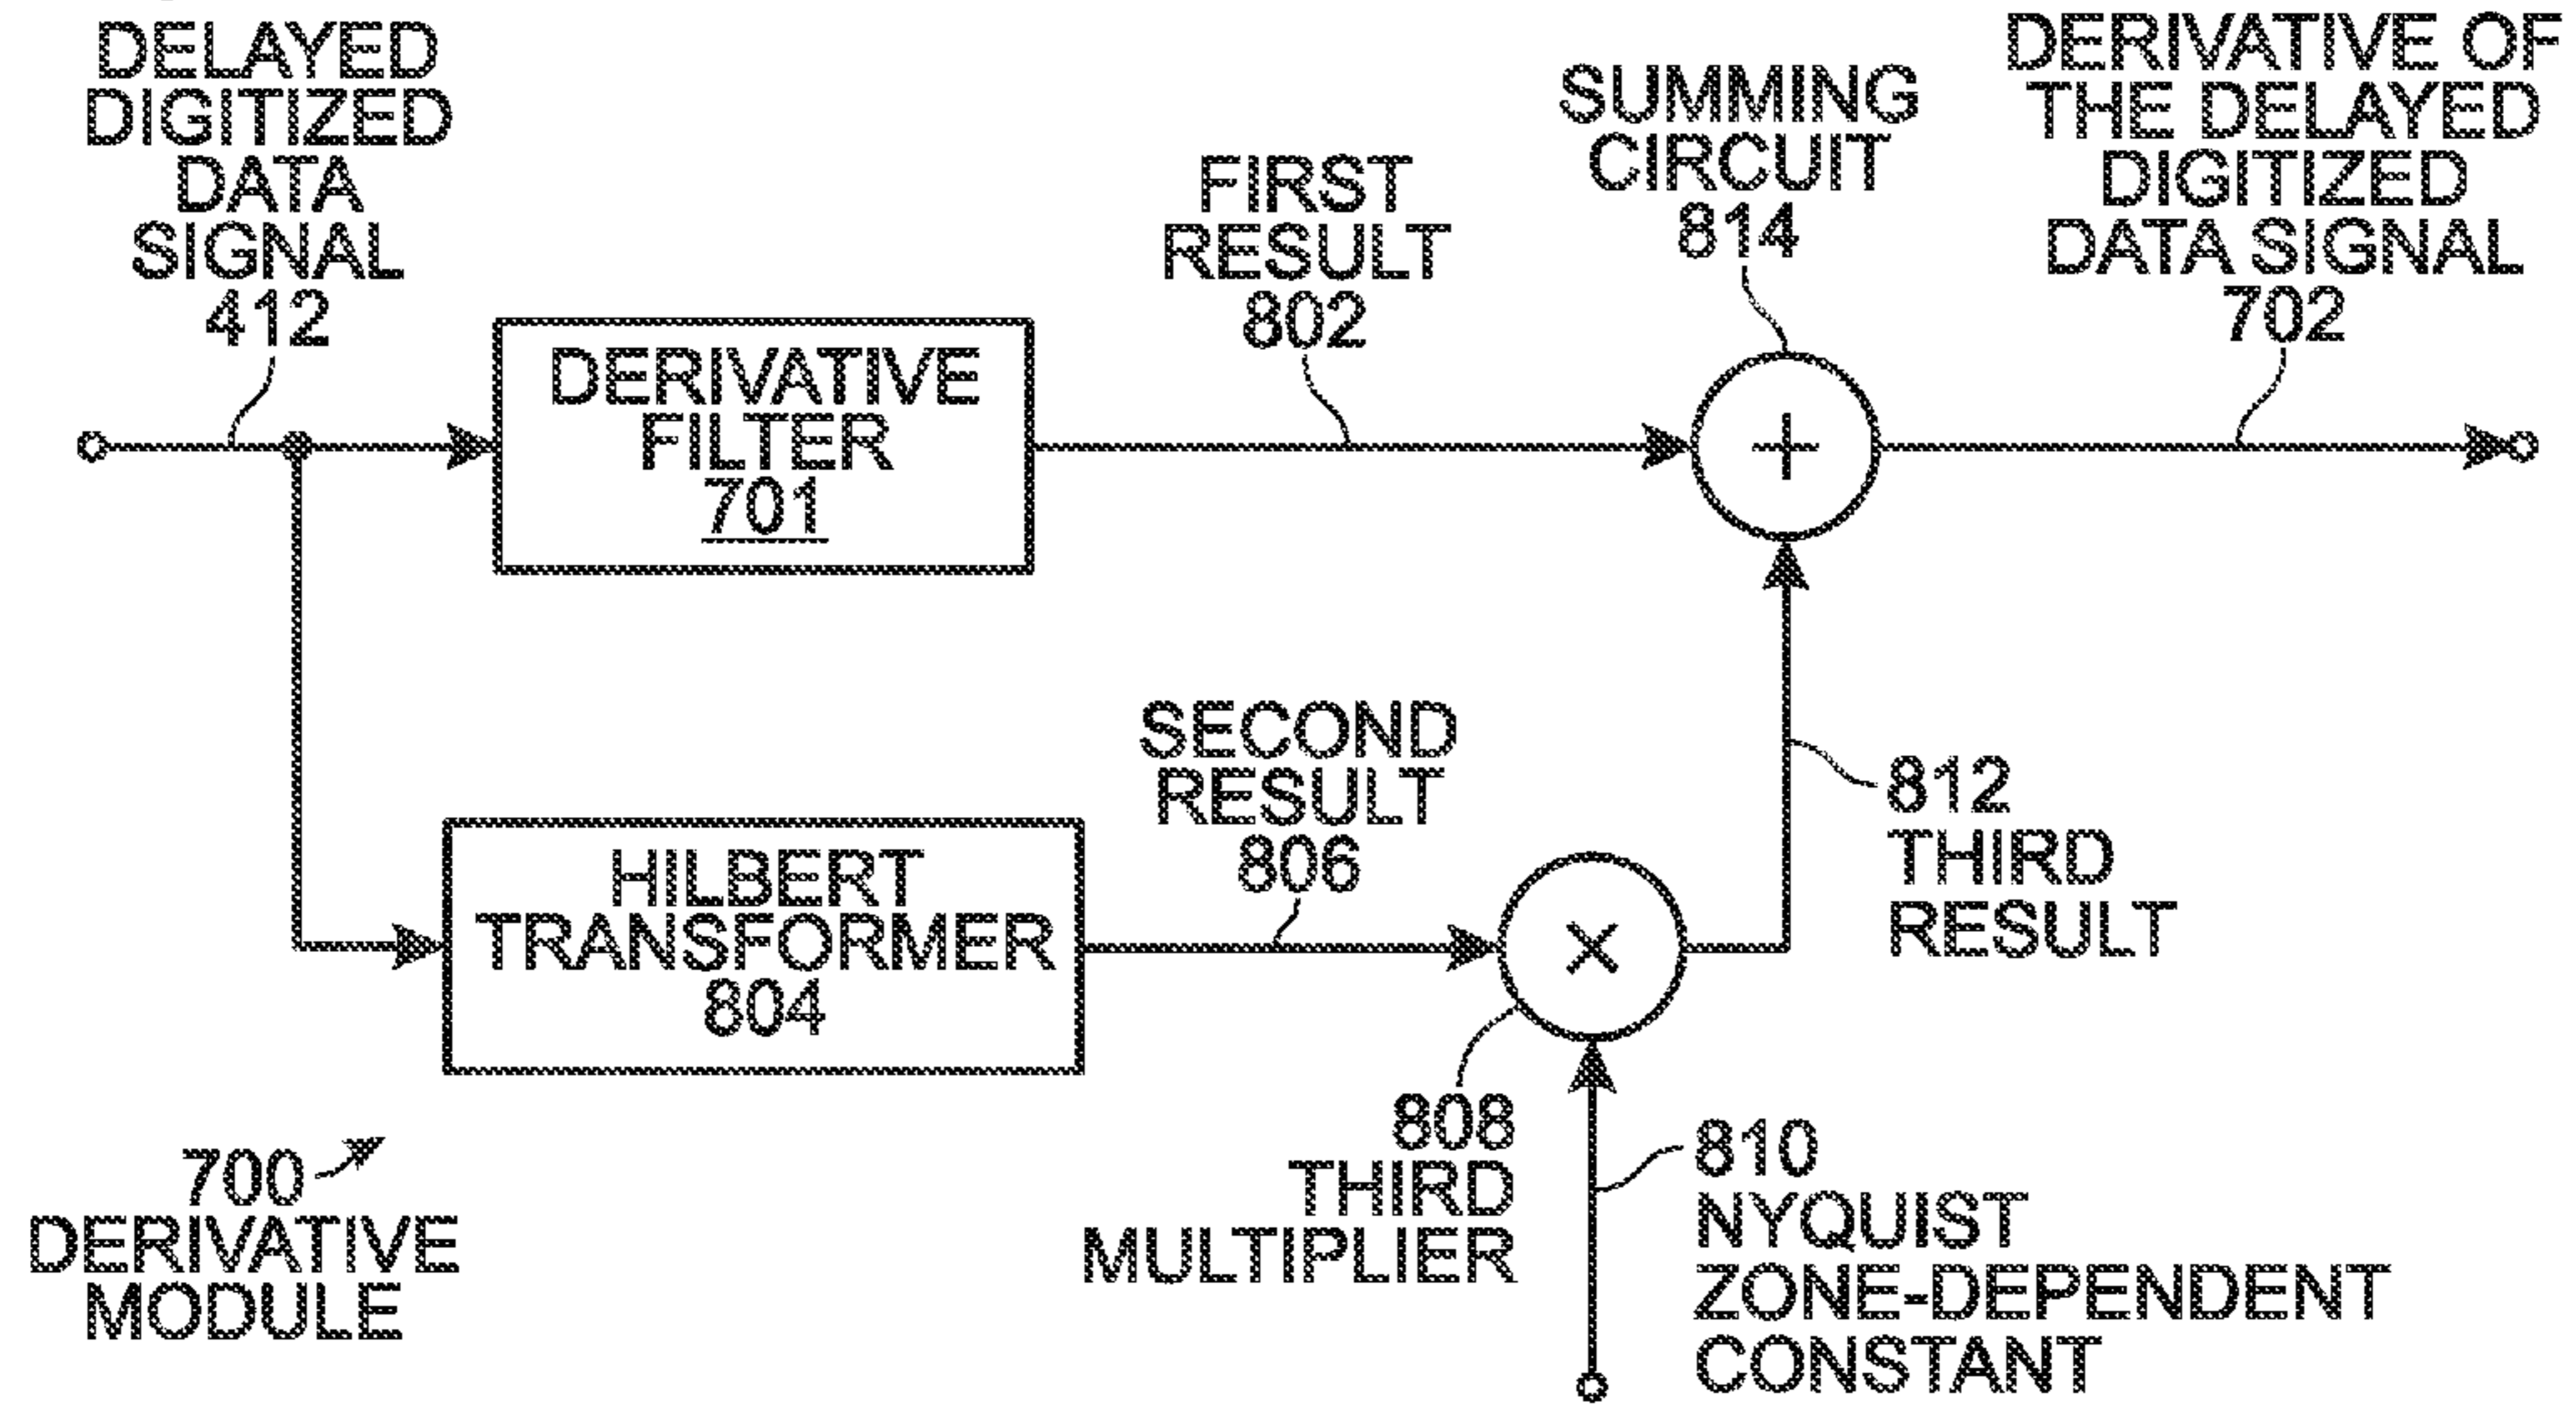 DELAYED
DIGITIZED
DATA
SIGNAL
412
DERIVATIVE
FILTER
701
FIRST
RESULT
802
SUMMING
CIRCUIT
814
+
DERIVATIVE OF
THE DELAYED
DIGITIZED
DATA SIGNAL
702
HILBERT
TRANSFORMER
804
SECOND
RESULT
806
×
812
THIRD
RESULT
808
THIRD
MULTIPLIER
810
NYQUIST
ZONE-DEPENDENT
CONSTANT
700
DERIVATIVE
MODULE